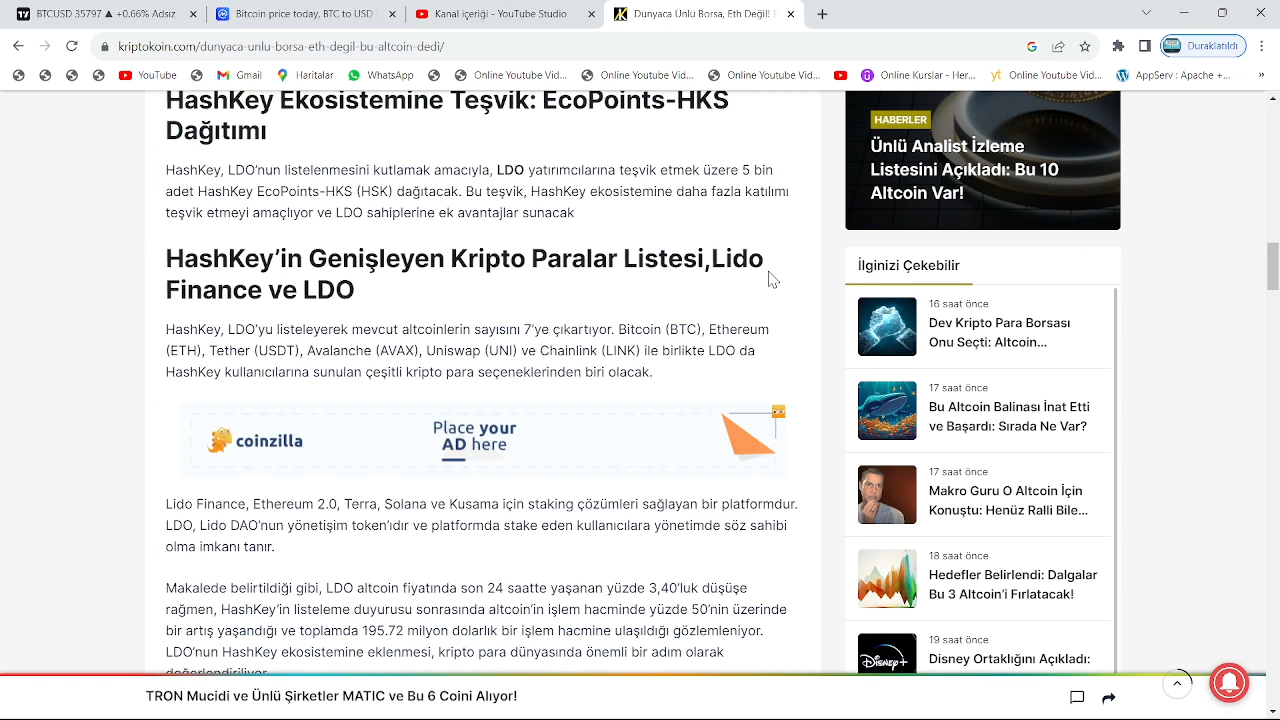 BTCUSD 35797 ▲ +0.66% Adsız
Bitcoin price today, BTC to USD
Kanal içeriği - YouTube Studio
Dünyaca Ünlü Borsa, Eth Değil!
kriptokoin.com/dunyaca-unlu-borsa-eth-degil-bu-altcoin-dedi/
Duraklatıldı
YouTube
Gmail
Haritalar
WhatsApp
Online Youtube Vid...
Online Youtube Vid...
Online Youtube Vid...
Online Kurslar - Her...
Online Youtube Vid...
AppServ : Apache +...
»
HashKey Ekosistemine Teşvik: EcoPoints-HKS
Dağıtımı
HashKey, LDO’nun listelenmesini kutlamak amacıyla, LDO yatırımcılarına teşvik etmek üzere 5 bin
adet HashKey EcoPoints-HKS (HSK) dağıtacak. Bu teşvik, HashKey ekosistemine daha fazla katılımı
teşvik etmeyi amaçlıyor ve LDO sahiplerine ek avantajlar sunacak
HashKey’in Genişleyen Kripto Paralar Listesi,Lido
Finance ve LDO
HashKey, LDO’yu listeleyerek mevcut altcoinlerin sayısını 7’ye çıkartıyor. Bitcoin (BTC), Ethereum
(ETH), Tether (USDT), Avalanche (AVAX), Uniswap (UNI) ve Chainlink (LINK) ile birlikte LDO da
HashKey kullanıcılarına sunulan çeşitli kripto para seçeneklerinden biri olacak.
coinzilla
Place your
AD here
Lido Finance, Ethereum 2.0, Terra, Solana ve Kusama için staking çözümleri sağlayan bir platformdur.
LDO, Lido DAO’nun yönetişim token’ıdır ve platformda stake eden kullanıcılara yönetimde söz sahibi
olma imkanı tanır.
Makalede belirtildiği gibi, LDO altcoin fiyatında son 24 saatte yaşanan yüzde 3,40’luk düşüşe
rağmen, HashKey’in listeleme duyurusu sonrasında altcoin’in işlem hacminde yüzde 50’nin üzerinde
bir artış yaşandığı ve toplamda 195.72 milyon dolarlık bir işlem hacmine ulaşıldığı gözlemleniyor.
LDO’nun HashKey ekosistemine eklenmesi, kripto para dünyasında önemli bir adım olarak
değerlendiriliyor.
HABERLER
Ünlü Analist İzleme
Listesini Açıkladı: Bu 10
Altcoin Var!
İlginizi Çekebilir
16 saat önce
Dev Kripto Para Borsası
Onu Seçti: Altcoin...
17 saat önce
Bu Altcoin Balinası İnat Etti
ve Başardı: Sırada Ne Var?
17 saat önce
Makro Guru O Altcoin İçin
Konuştu: Henüz Ralli Bile...
18 saat önce
Hedefler Belirlendi: Dalgalar
Bu 3 Altcoin’i Fırlatacak!
19 saat önce
Disney Ortaklığını Açıkladı:
Disney+
TRON Mucidi ve Ünlü Şirketler MATIC ve Bu 6 Coini Alıyor!